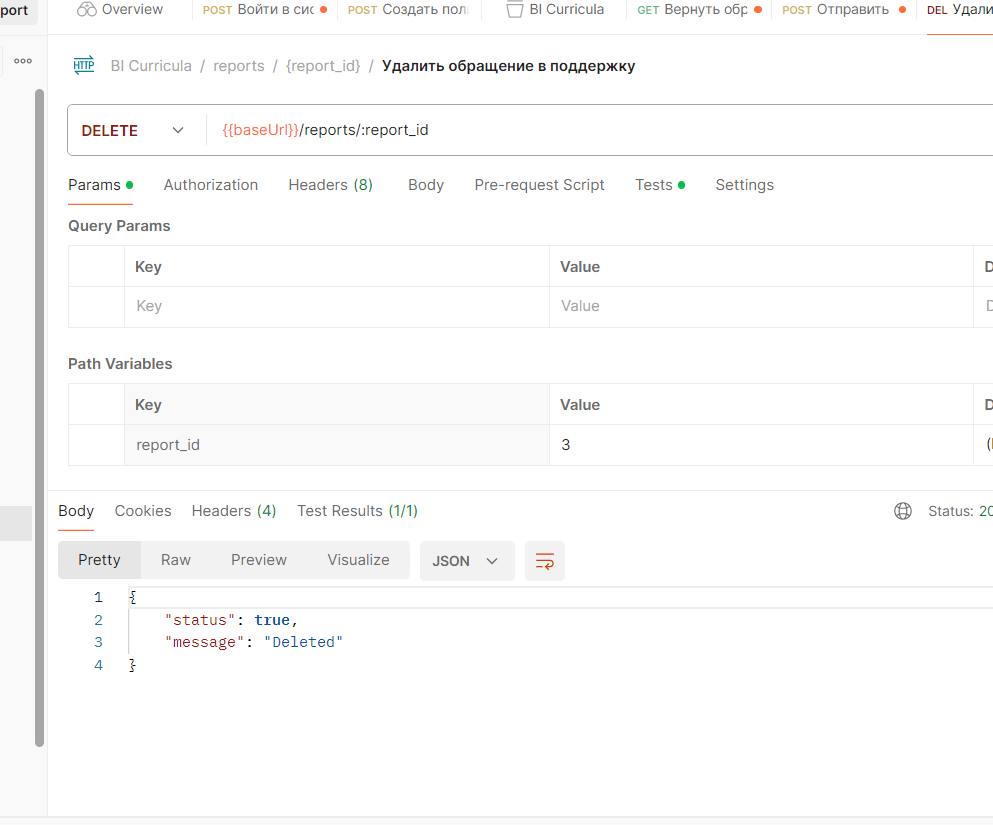 port
Overview
POST Войти в сис
POST Создать пол
BI Curricula
GET Вернуть обр
POST Отправить
DEL Удали
HTTP
BI Curricula / reports / {report_id} / Удалить обращение в поддержку
DELETE
{{baseUrl}}/reports/:report_id
Params
Authorization
Headers (8)
Body
Pre-request Script
Tests
Settings
Query Params
Key Value D
Key Value D
Path Variables
Key Value D
report_id 3 (
Body
Cookies
Headers (4)
Test Results (1/1)
Status: 20
Pretty
Raw
Preview
Visualize
JSON
1 {
2 "status": true,
3 "message": "Deleted"
4 }